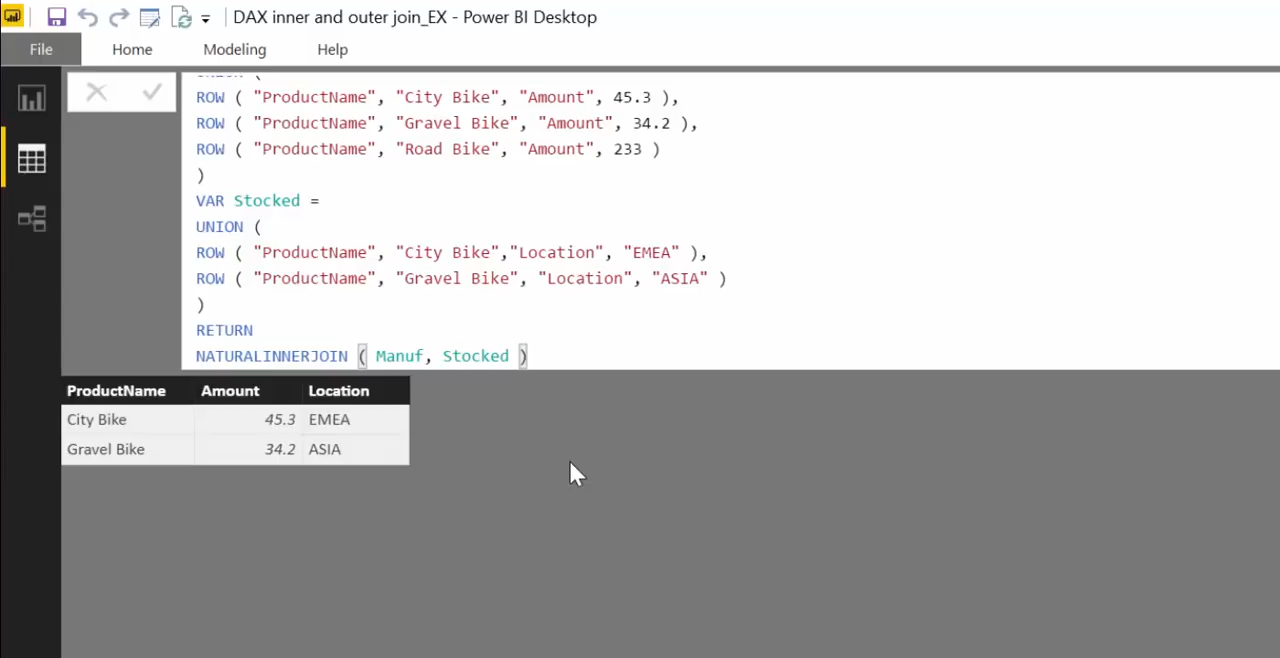 DAX inner and outer join_EX - Power BI Desktop
File Home Modeling Help
UNION (
ROW ( "ProductName", "City Bike", "Amount", 45.3 ),
ROW ( "ProductName", "Gravel Bike", "Amount", 34.2 ),
ROW ( "ProductName", "Road Bike", "Amount", 233 )
)
VAR Stocked =
UNION (
ROW ( "ProductName", "City Bike","Location", "EMEA" ),
ROW ( "ProductName", "Gravel Bike", "Location", "ASIA" )
)
RETURN
NATURALINNERJOIN ( Manuf, Stocked )
ProductName Amount Location
City Bike 45.3 EMEA
Gravel Bike 34.2 ASIA